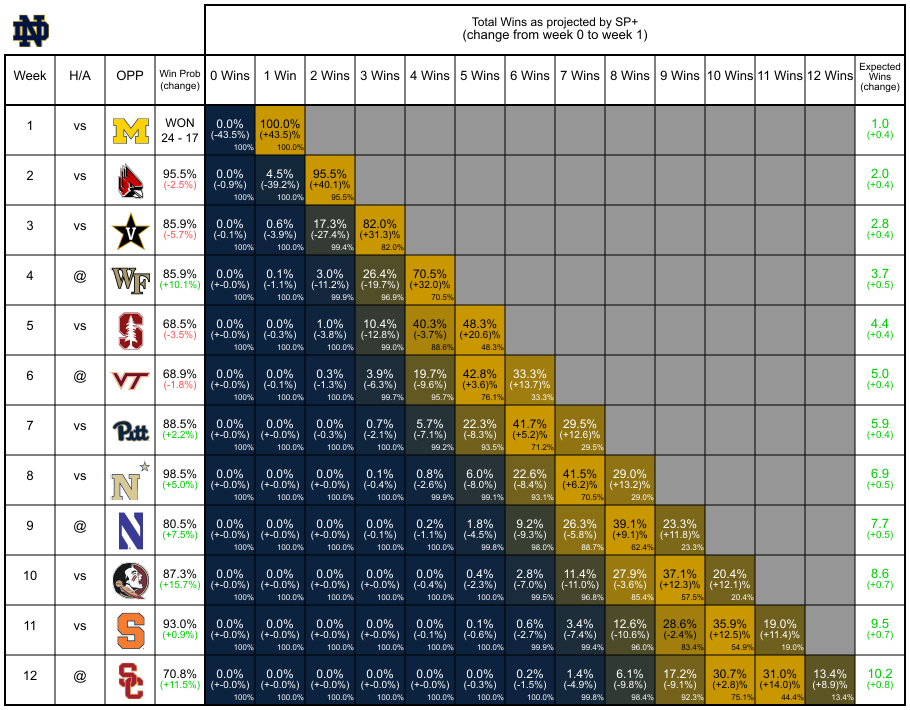 ND
Total Wins as projected by SP+
(change from week 0 to week 1)
Week H/A OPP Win Prob (change) 0 Wins 1 Win 2 Wins 3 Wins 4 Wins 5 Wins 6 Wins 7 Wins 8 Wins 9 Wins 10 Wins 11 Wins 12 Wins Expected Wins (change)
1 vs M WON 0.0% 100.0% 1.0
24 - 17 (-43.5%) (+43.5)% (+0.4)
100% 100.0%
2 vs 95.5% 0.0% 4.5% 95.5% 2.0
(-2.5%) (-0.9%) (-39.2%) (+40.1)% (+0.4)
100% 100.0% 95.5%
3 vs V 85.9% 0.0% 0.6% 17.3% 82.0% 2.8
(-5.7%) (-0.1%) (-3.9%) (-27.4%) (+31.3)% (+0.4)
100% 100.0% 99.4% 82.0%
4 @ WF 85.9% 0.0% 0.1% 3.0% 26.4% 70.5% 3.7
(+10.1%) (+-0.0%) (-1.1%) (-11.2%) (-19.7%) (+32.0)% (+0.5)
100% 100.0% 99.9% 96.9% 70.5%
5 vs S 68.5% 0.0% 0.0% 1.0% 10.4% 40.3% 48.3% 4.4
(-3.5%) (+-0.0%) (-0.3%) (-3.8%) (-12.8%) (-3.7%) (+20.6)% (+0.4)
100% 100.0% 100.0% 99.0% 88.6% 48.3%
6 @ VT 68.9% 0.0% 0.0% 0.3% 3.9% 19.7% 42.8% 33.3% 5.0
(-1.8%) (+-0.0%) (-0.1%) (-1.3%) (-6.3%) (-9.6%) (+3.6)% (+13.7)% (+0.4)
100% 100.0% 100.0% 99.7% 95.7% 76.1% 33.3%
7 vs Pitt 88.5% 0.0% 0.0% 0.0% 0.7% 5.7% 22.3% 41.7% 29.5% 5.9
(+2.2%) (+-0.0%) (+-0.0%) (-0.3%) (-2.1%) (-7.1%) (-8.3%) (+5.2)% (+12.6)% (+0.4)
100% 100.0% 100.0% 100.0% 99.2% 93.5% 71.2% 29.5%
8 vs N 98.5% 0.0% 0.0% 0.0% 0.1% 0.8% 6.0% 22.6% 41.5% 29.0% 6.9
(+5.0%) (+-0.0%) (+-0.0%) (+-0.0%) (-0.4%) (-2.6%) (-8.0%) (-8.4%) (+6.2)% (+13.2)% (+0.5)
100% 100.0% 100.0% 100.0% 99.9% 99.1% 93.1% 70.5% 29.0%
9 @ N 80.5% 0.0% 0.0% 0.0% 0.0% 0.2% 1.8% 9.2% 26.3% 39.1% 23.3% 7.7
(+7.5%) (+-0.0%) (+-0.0%) (+-0.0%) (-0.1%) (-1.1%) (-4.5%) (-9.3%) (-5.8%) (+9.1)% (+11.8)% (+0.5)
100% 100.0% 100.0% 100.0% 100.0% 99.8% 98.0% 88.7% 62.4% 23.3%
10 vs 87.3% 0.0% 0.0% 0.0% 0.0% 0.0% 0.4% 2.8% 11.4% 27.9% 37.1% 20.4% 8.6
(+15.7%) (+-0.0%) (+-0.0%) (+-0.0%) (+-0.0%) (-0.4%) (-2.3%) (-7.0%) (-11.0%) (-3.6%) (+12.3)% (+12.1)% (+0.7)
100% 100.0% 100.0% 100.0% 100.0% 100.0% 99.5% 96.8% 85.4% 57.5% 20.4%
11 vs S 93.0% 0.0% 0.0% 0.0% 0.0% 0.0% 0.1% 0.6% 3.4% 12.6% 28.6% 35.9% 19.0% 9.5
(+0.9%) (+-0.0%) (+-0.0%) (+-0.0%) (+-0.0%) (-0.1%) (-0.6%) (-2.7%) (-7.4%) (-10.6%) (-2.4%) (+12.5)% (+11.4)% (+0.7)
100% 100.0% 100.0% 100.0% 100.0% 100.0% 99.9% 99.4% 96.0% 83.4% 54.9% 19.0%
12 @ SC 70.8% 0.0% 0.0% 0.0% 0.0% 0.0% 0.0% 0.2% 1.4% 6.1% 17.2% 30.7% 31.0% 13.4% 10.2
(+11.5%) (+-0.0%) (+-0.0%) (+-0.0%) (+-0.0%) (+-0.0%) (-0.3%) (-1.5%) (-4.9%) (-9.8%) (-9.1%) (+2.8)% (+14.0)% (+8.9)% (+0.8)
100% 100.0% 100.0% 100.0% 100.0% 100.0% 100.0% 99.8% 98.4% 92.3% 75.1% 44.4% 13.4%